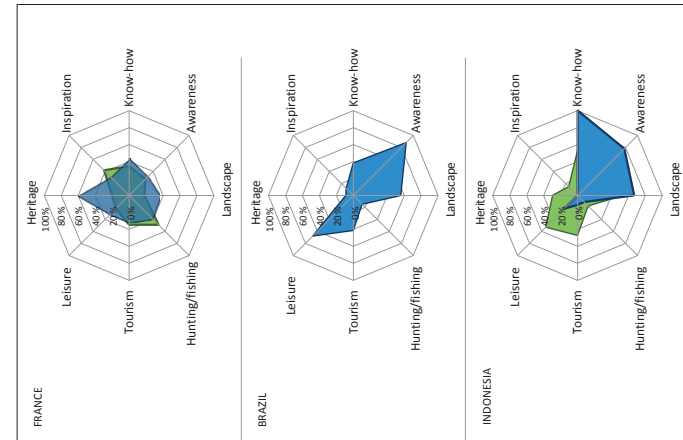 FRANCE
Heritage
100%
80 %
60 %
40 %
20 %
0%
Inspiration
Know-how
Awareness
Landscape
Hunting/fishing
Tourism
Leisure
BRAZIL
Heritage
100%
80 %
60 %
40 %
20 %
0%
Inspiration
Know-how
Awareness
Landscape
Hunting/fishing
Tourism
Leisure
INDONESIA
Heritage
100%
80 %
60 %
40 %
20 %
0%
Inspiration
Know-how
Awareness
Landscape
Hunting/fishing
Tourism
Leisure